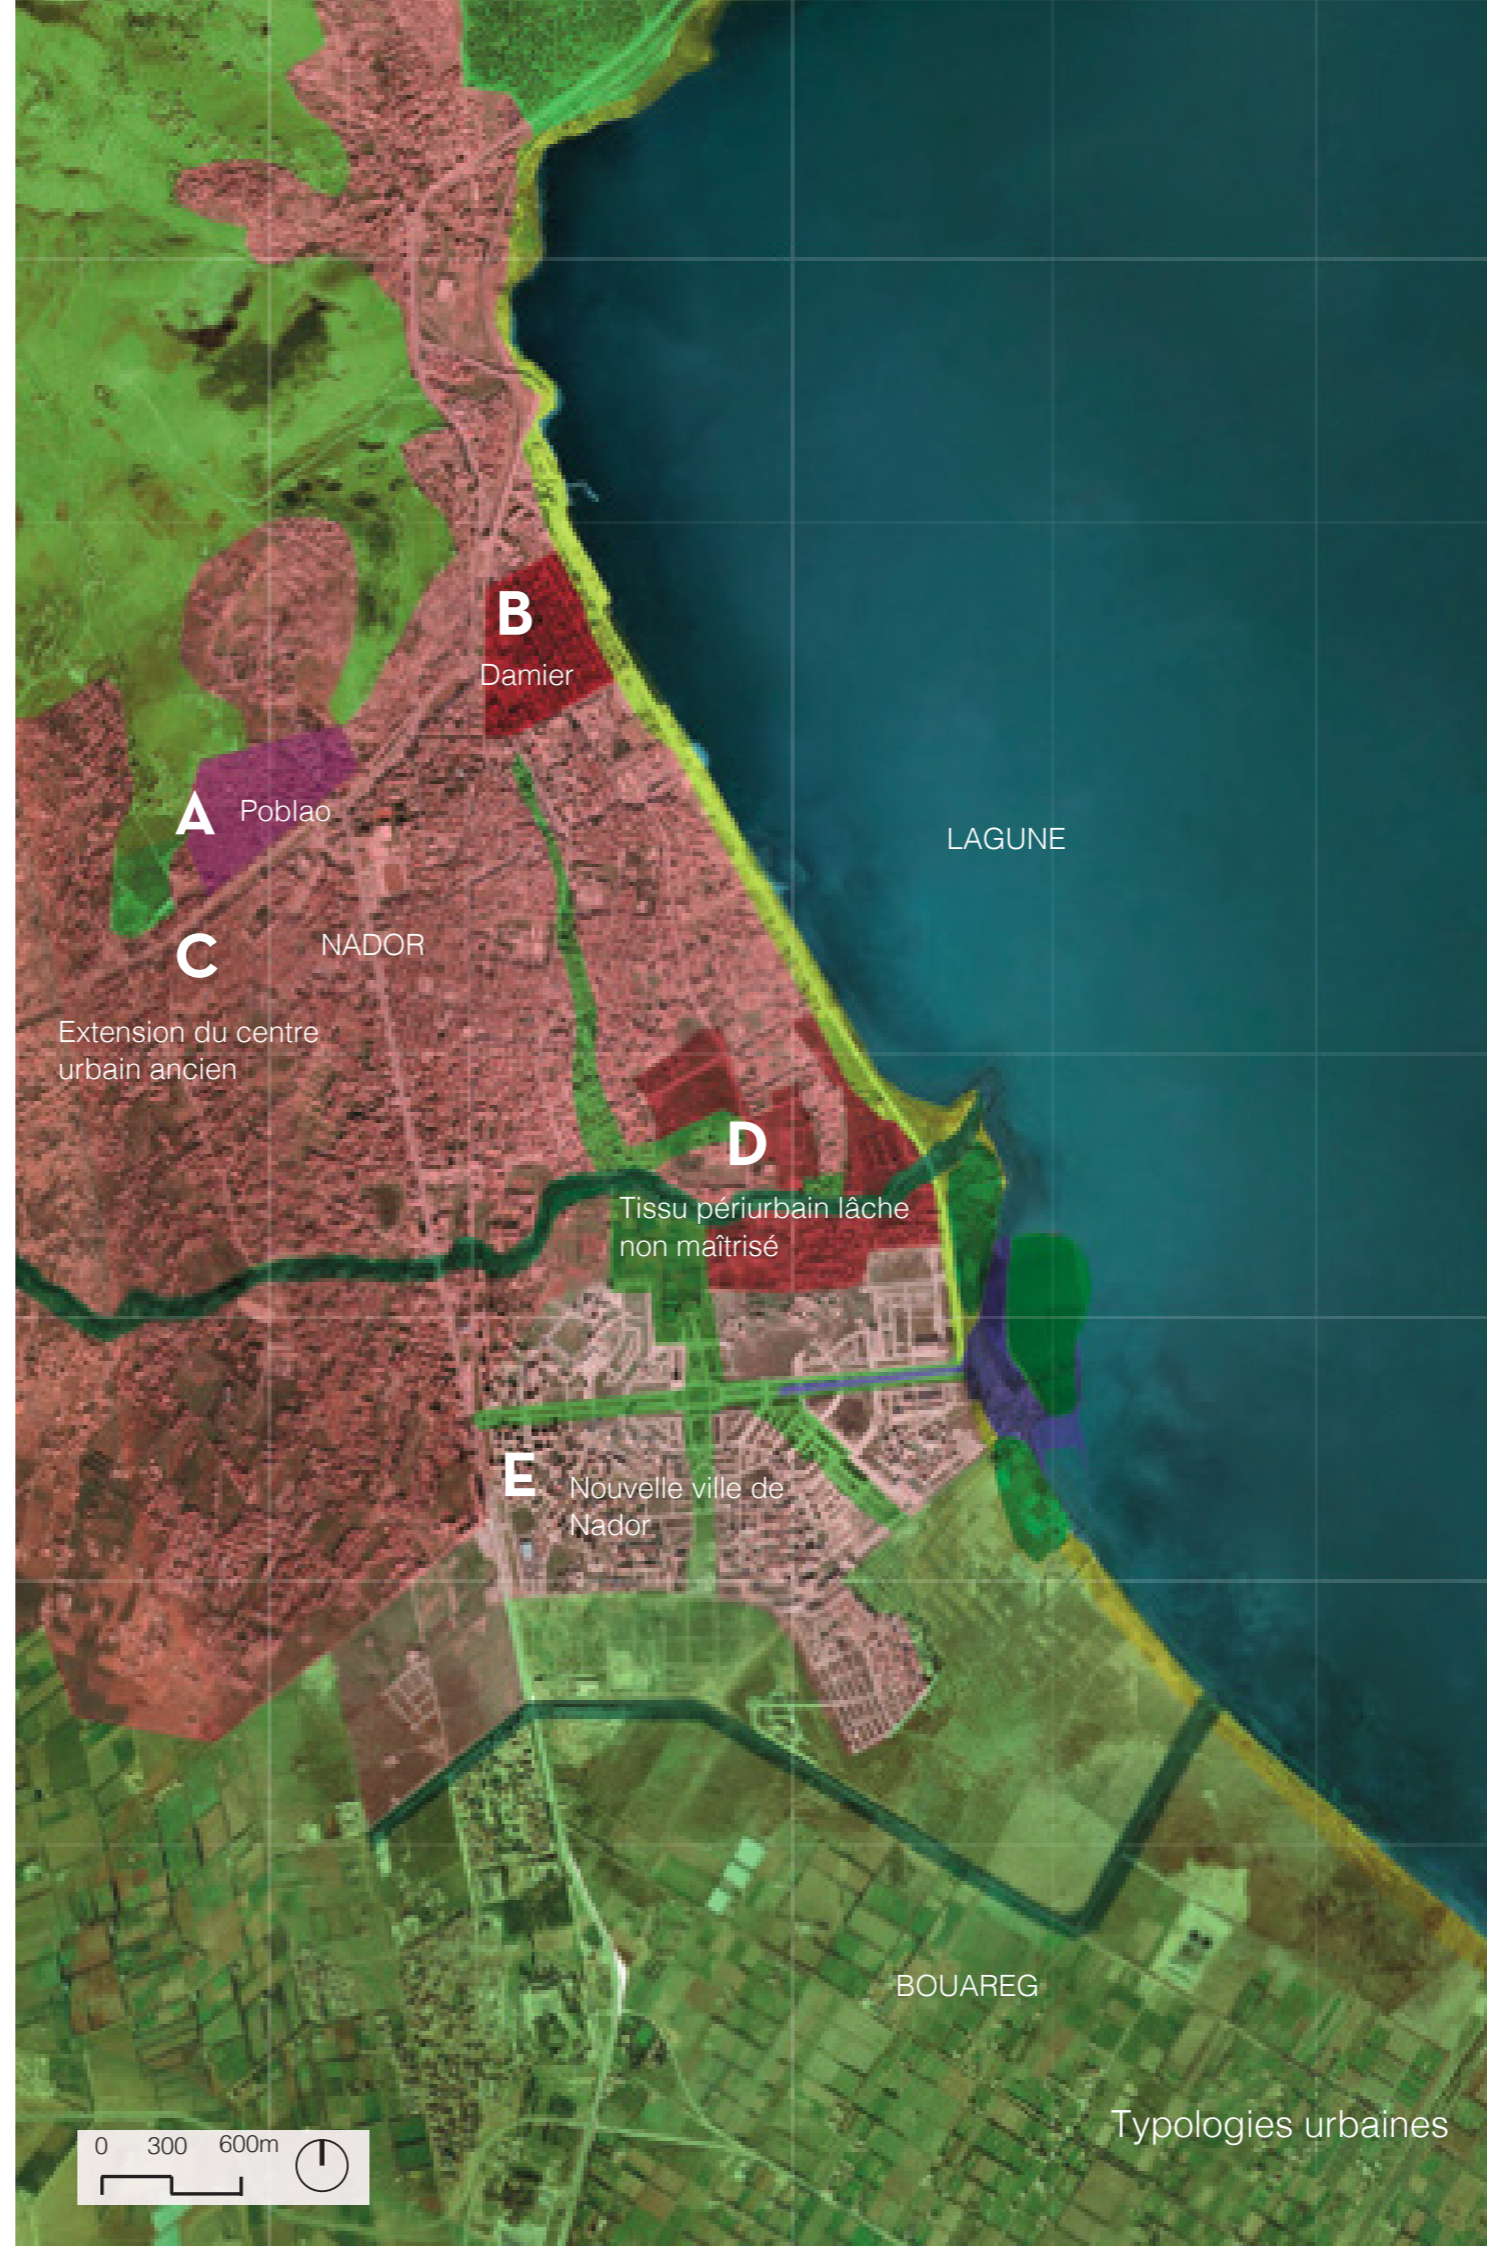 B
Damier
A Poblao
LAGUNE
C
NADOR
Extension du centre
urbain ancien
D
Tissu périurbain lâche
non maîtrisé
E Nouvelle ville de
Nador
BOUAREG
Typologies urbaines
0 300 600m